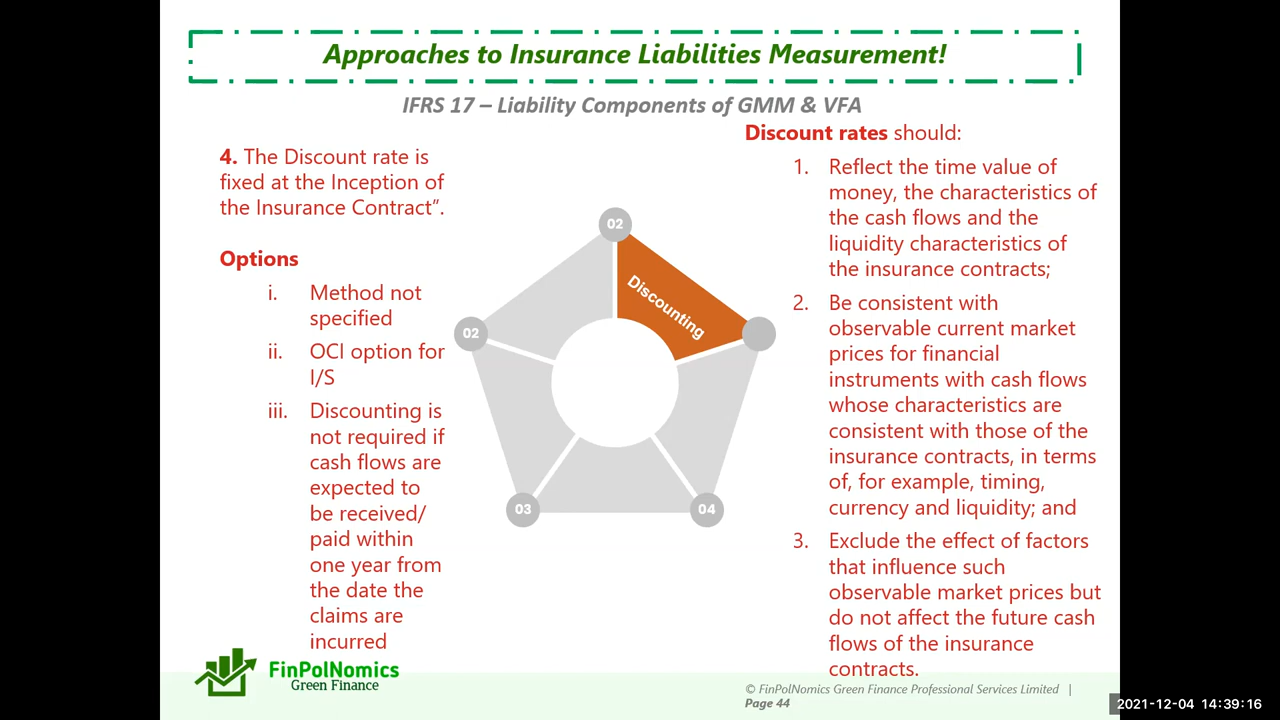 Approaches to Insurance Liabilities Measurement!
IFRS 17 – Liability Components of GMM & VFA
4. The Discount rate is
fixed at the Inception of
the Insurance Contract”.
Options
i. Method not
specified
ii. OCI option for
I/S
iii. Discounting is
not required if
cash flows are
expected to
be received/
paid within
one year from
the date the
claims are
incurred
02
Discounting
02
03
04
Discount rates should:
1. Reflect the time value of
money, the characteristics of
the cash flows and the
liquidity characteristics of
the insurance contracts;
2. Be consistent with
observable current market
prices for financial
instruments with cash flows
whose characteristics are
consistent with those of the
insurance contracts, in terms
of, for example, timing,
currency and liquidity; and
3. Exclude the effect of factors
that influence such
observable market prices but
do not affect the future cash
flows of the insurance
contracts.
FinPolNomics
Green Finance
© FinPolNomics Green Finance Professional Services Limited |
Page 44
2021-12-04 14:39:16